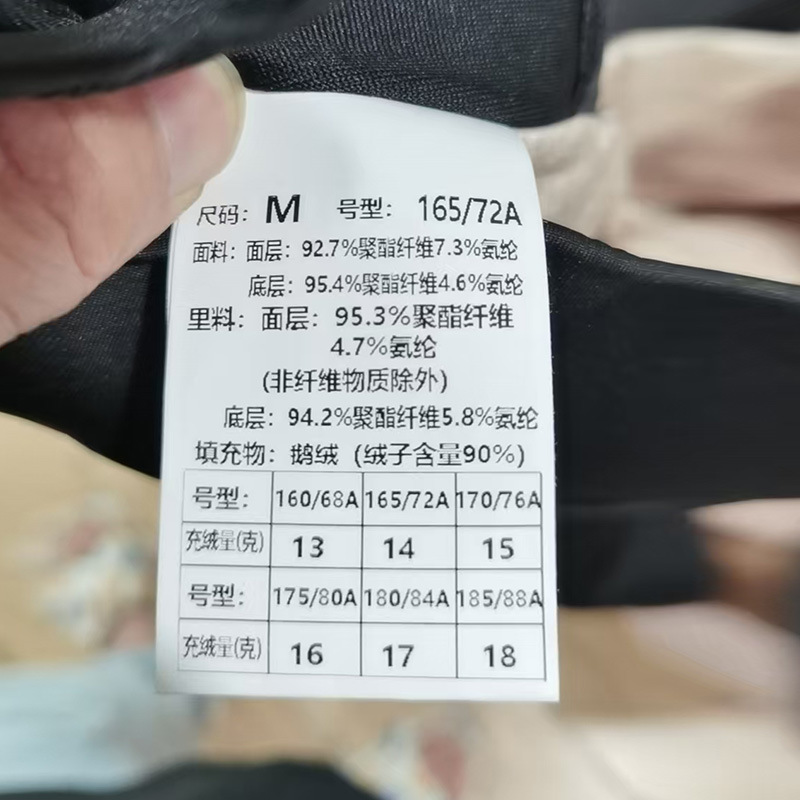 尺码：M 号型：165/72A
面料：面层：92.7%聚酯纤维7.3%氨纶
底层：95.4%聚酯纤维4.6%氨纶
里料：面层：95.3%聚酯纤维
4.7%氨纶
(非纤维物质除外)
底层：94.2%聚酯纤维5.8%氨纶
填充物：鹅绒 (绒子含量90%)
号型： 160/68A 165/72A 170/76A
充绒量(克) 13 14 15
号型： 175/80A 180/84A 185/88A
充绒量(克) 16 17 18